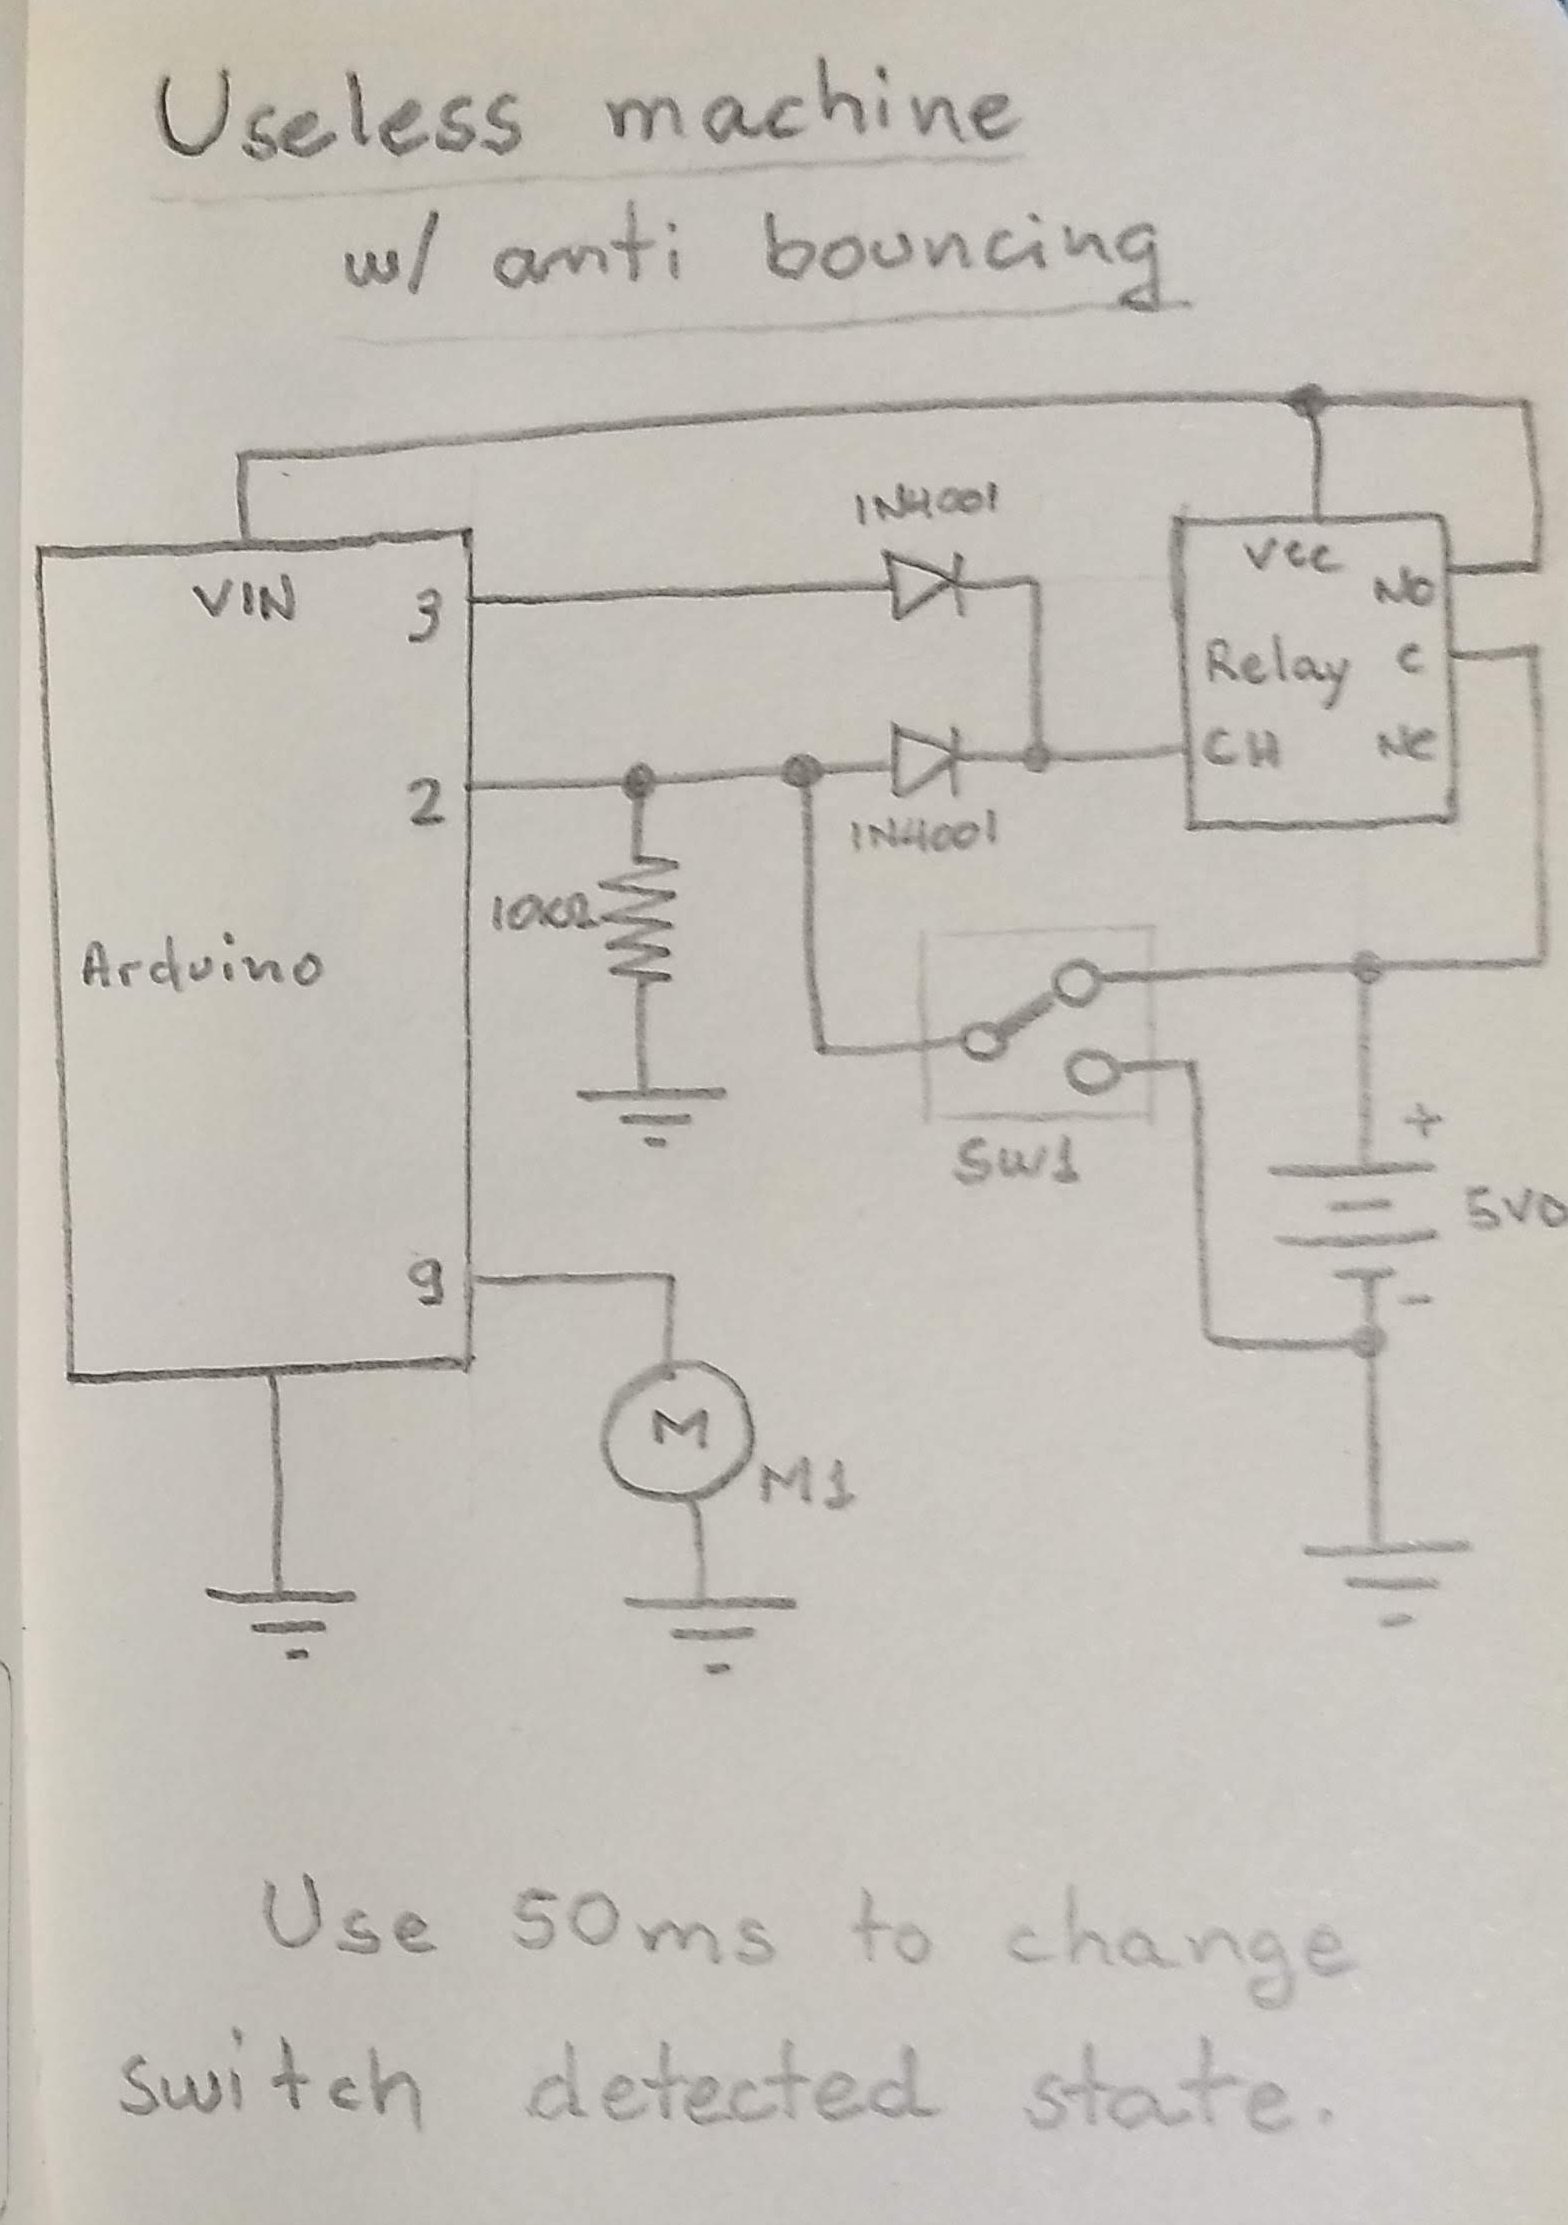 Useless machine
w/ anti bouncing
1N4001
VIN
3
VCC
NO
Relay
C
CH
NC
2
1N4001
10KΩ
Arduino
SW1
+
-
9
M
M1
Use 50ms to change
switch detected state.